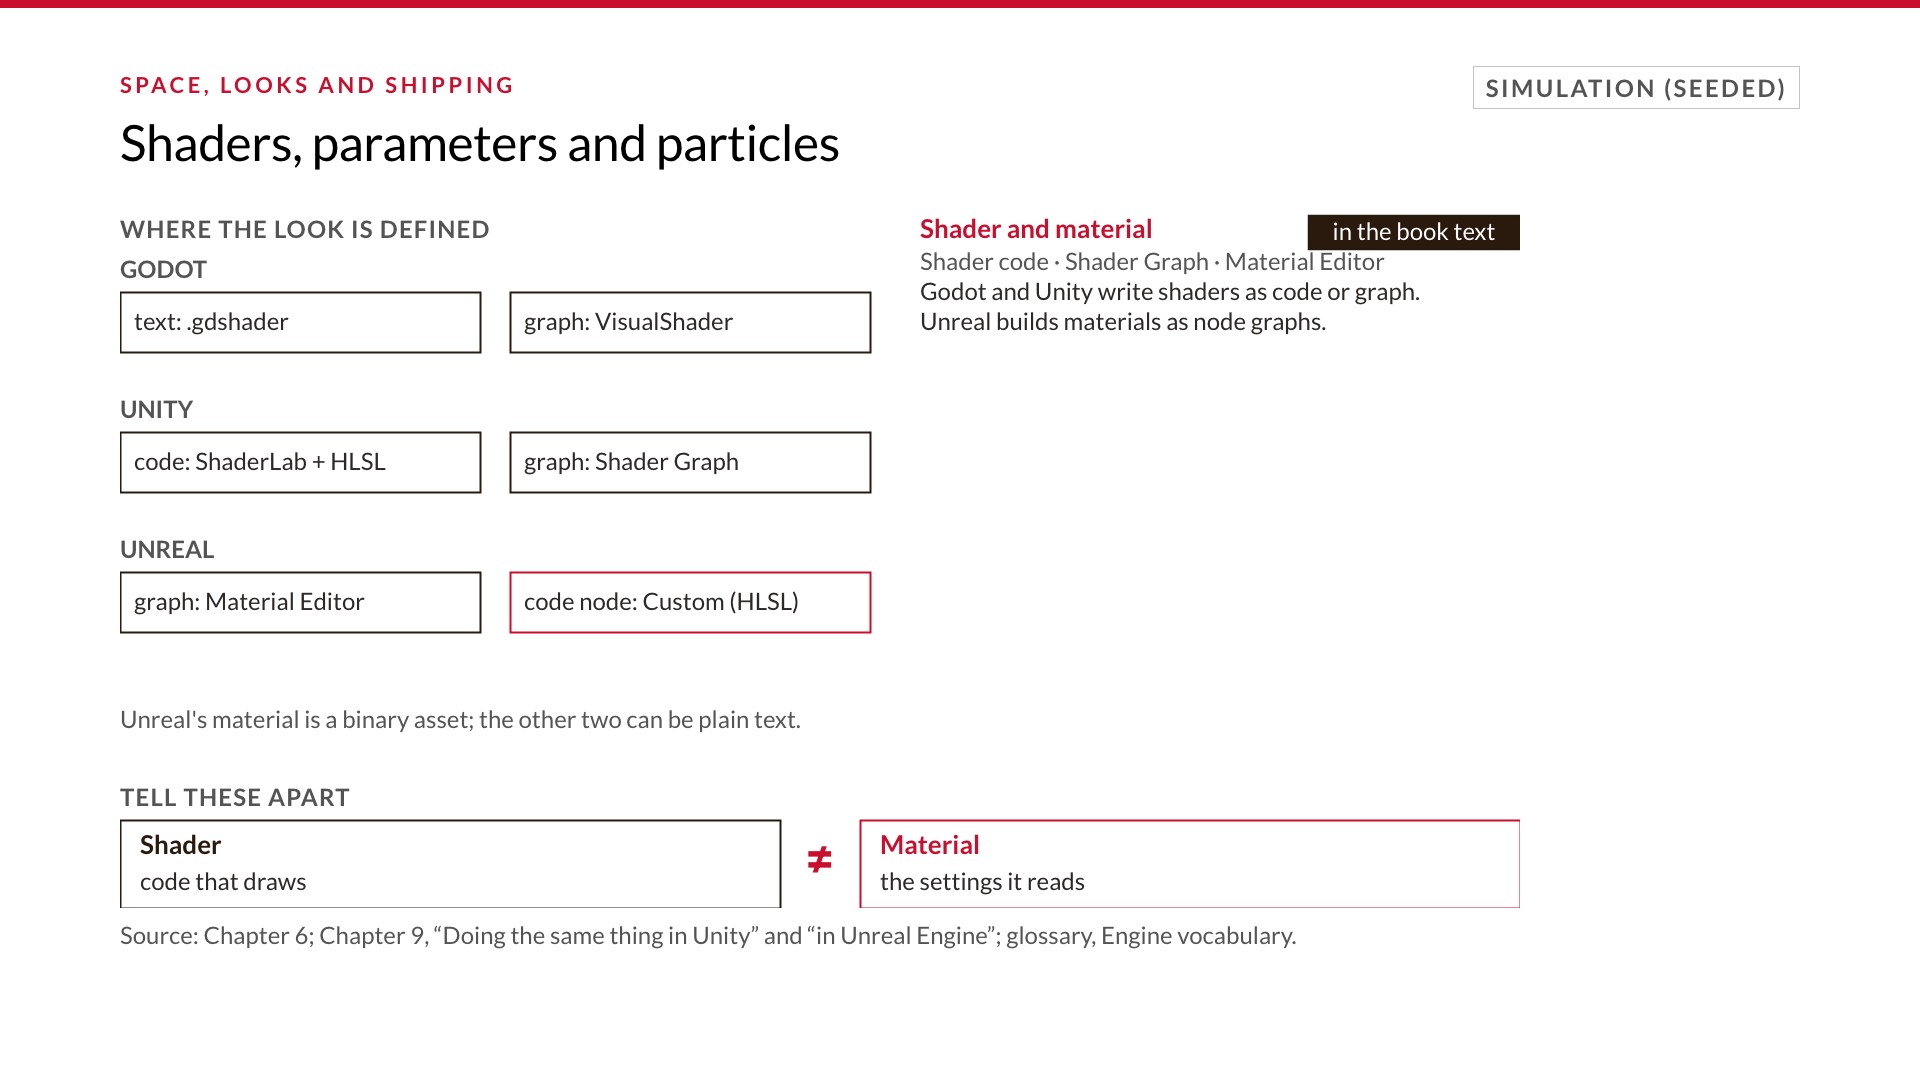 SPACE, LOOKS AND SHIPPING
SIMULATION (SEEDED)
Shaders, parameters and particles
WHERE THE LOOK IS DEFINED
GODOT
text: .gdshader
graph: VisualShader
UNITY
code: ShaderLab + HLSL
graph: Shader Graph
UNREAL
graph: Material Editor
code node: Custom (HLSL)
Unreal's material is a binary asset; the other two can be plain text.
Shader and material
in the book text
Shader code · Shader Graph · Material Editor
Godot and Unity write shaders as code or graph.
Unreal builds materials as node graphs.
TELL THESE APART
Shader
code that draws
≠
Material
the settings it reads
Source: Chapter 6; Chapter 9, “Doing the same thing in Unity” and “in Unreal Engine”; glossary, Engine vocabulary.